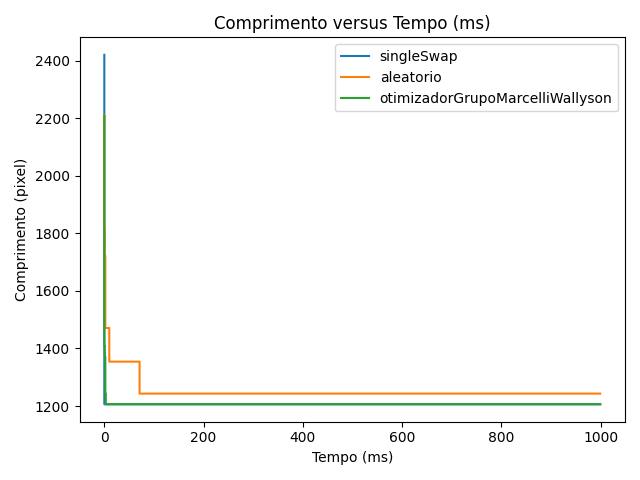 Comprimento versus Tempo (ms)
singleSwap
aleatorio
otimizadorGrupoMarcelliWallyson
Comprimento (pixel)
2400
2200
2000
1800
1600
1400
1200
0 200 400 600 800 1000
Tempo (ms)